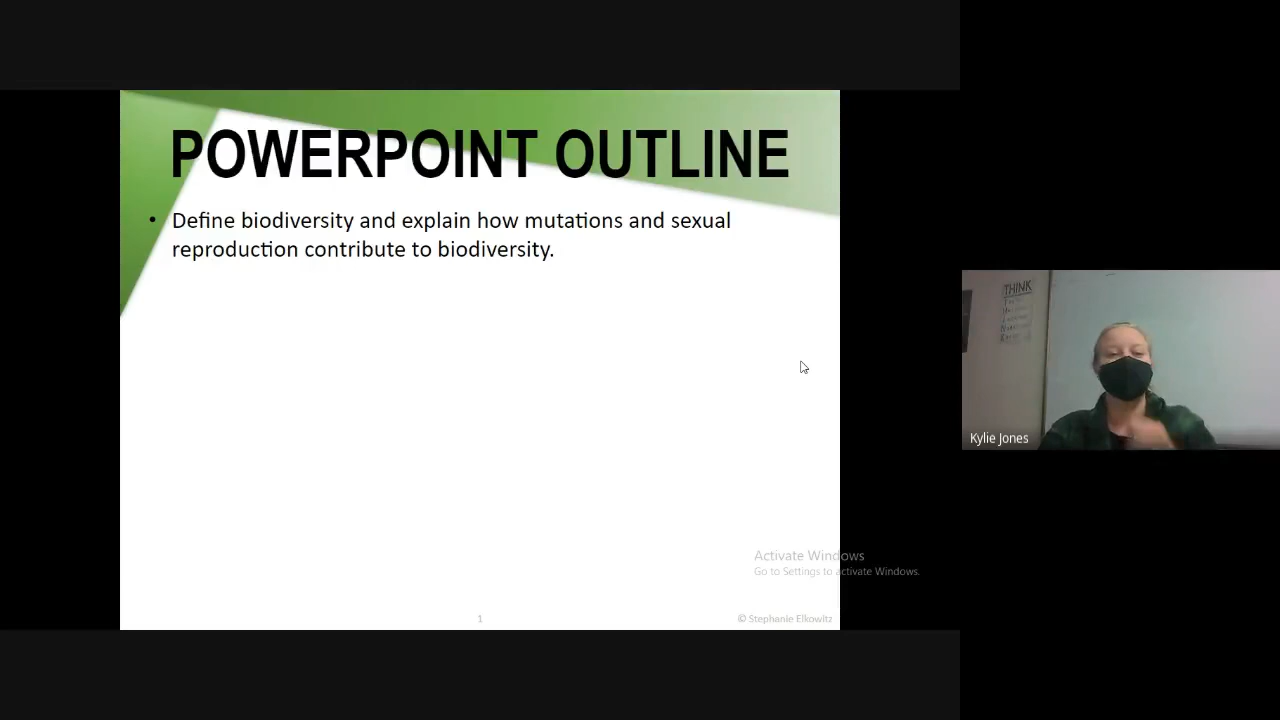 POWERPOINT OUTLINE
• Define biodiversity and explain how mutations and sexual
reproduction contribute to biodiversity.
THINK
Kylie Jones
Activate Windows
Go to Settings to activate Windows.
1
© Stephanie Elkowitz